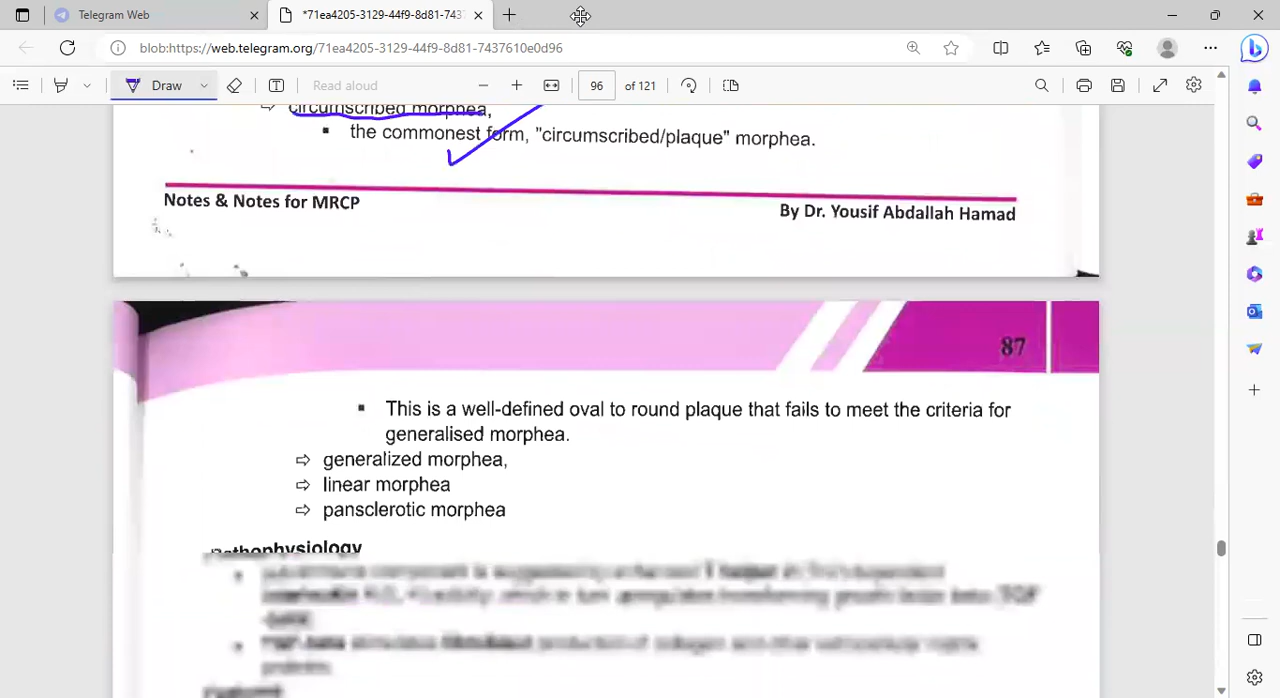 Telegram Web
*71ea4205-3129-44f9-8d81-743
blob:https://web.telegram.org/71ea4205-3129-44f9-8d81-7437610e0d96
Draw
Read aloud
96 of 121
circumscribed morphea,
▪ the commonest form, "circumscribed/plaque" morphea.
Notes & Notes for MRCP
By Dr. Yousif Abdallah Hamad
87
▪ This is a well-defined oval to round plaque that fails to meet the criteria for
generalised morphea.
⇨ generalized morphea,
⇨ linear morphea
⇨ pansclerotic morphea
Pathophysiology